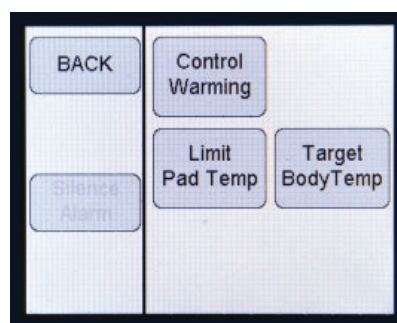 BACK
Control
Warming
Limit
Pad Temp
Target
BodyTemp
Silence
Alarm